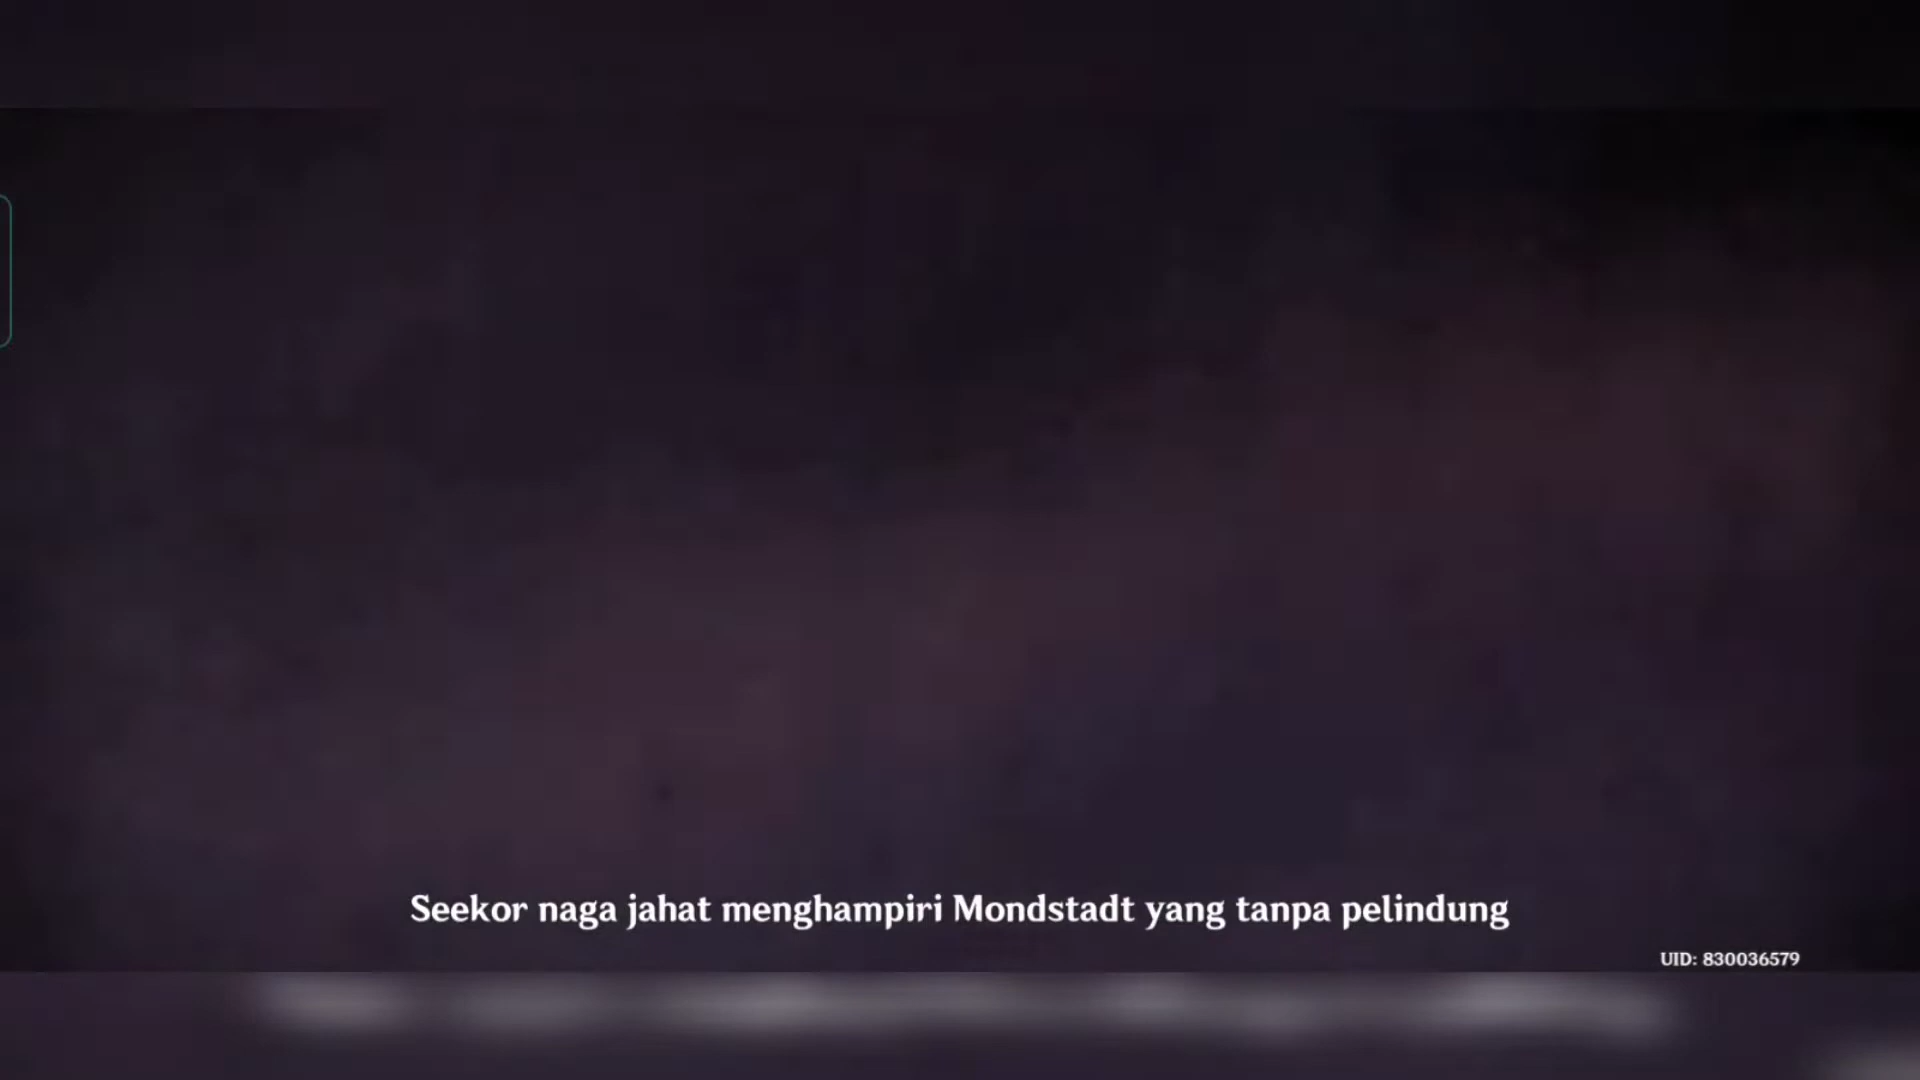 Seekor naga jahat menghampiri Mondstadt yang tanpa pelindung
UID: 830036579